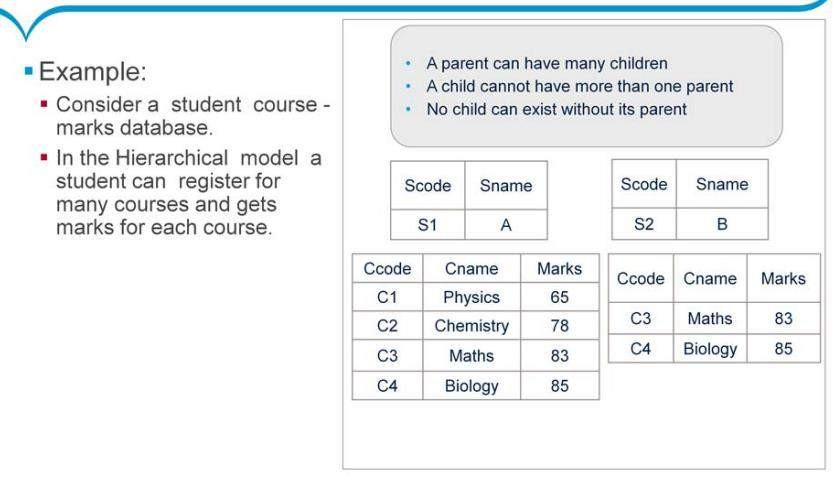 Example:
Consider a student course -
marks database.
In the Hierarchical model a
student can register for
many courses and gets
marks for each course.
• A parent can have many children
• A child cannot have more than one parent
• No child can exist without its parent
Scode Sname
S1 A
Scode Sname
S2 B
Ccode Cname Marks
C1 Physics 65
C2 Chemistry 78
C3 Maths 83
C4 Biology 85
Ccode Cname Marks
C3 Maths 83
C4 Biology 85